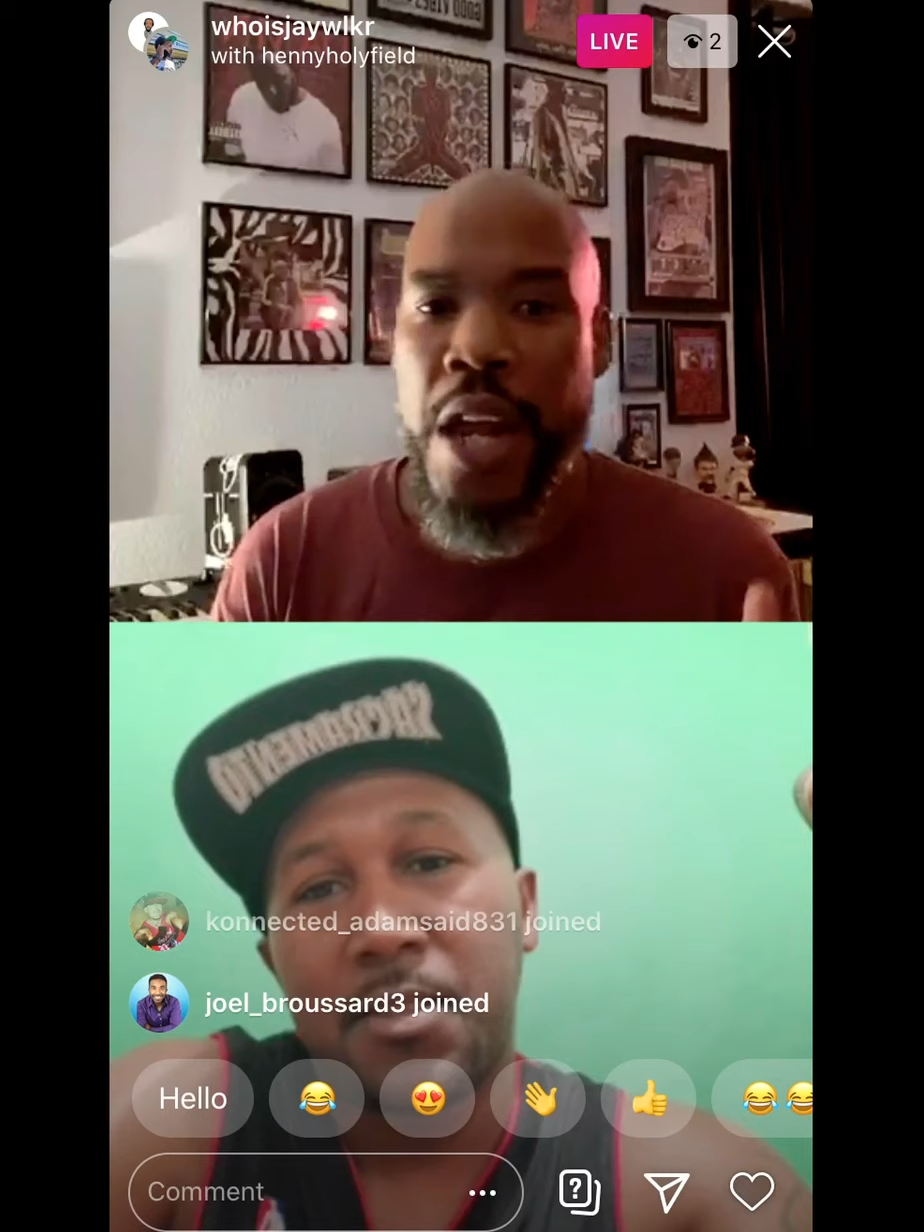 whoisjaywlkr
with hennyholyfield
LIVE
2
SACRAMENTO
konnected_adamsaid831 joined
joel_broussard3 joined
Hello
Comment